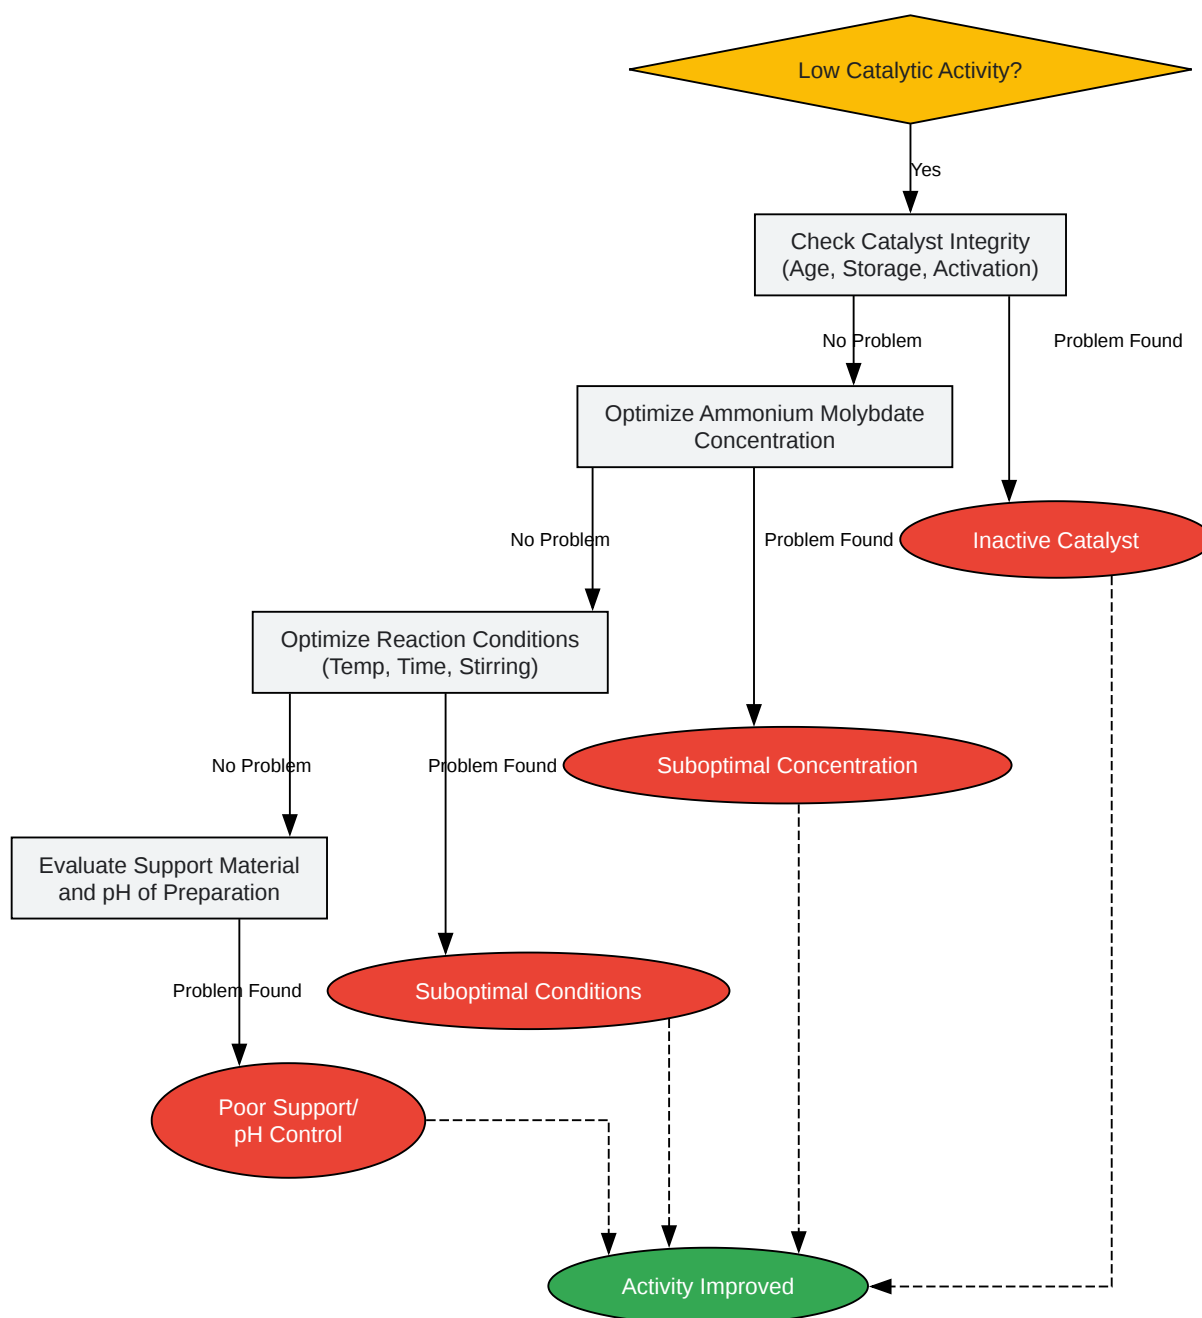 Low Catalytic Activity?
Yes
Check Catalyst Integrity
(Age, Storage, Activation)
No Problem
Problem Found
Optimize Ammonium Molybdate
Concentration
No Problem
Problem Found
Inactive Catalyst
Optimize Reaction Conditions
(Temp, Time, Stirring)
No Problem
Problem Found
Suboptimal Concentration
Evaluate Support Material
and pH of Preparation
Problem Found
Suboptimal Conditions
Poor Support/
pH Control
Activity Improved